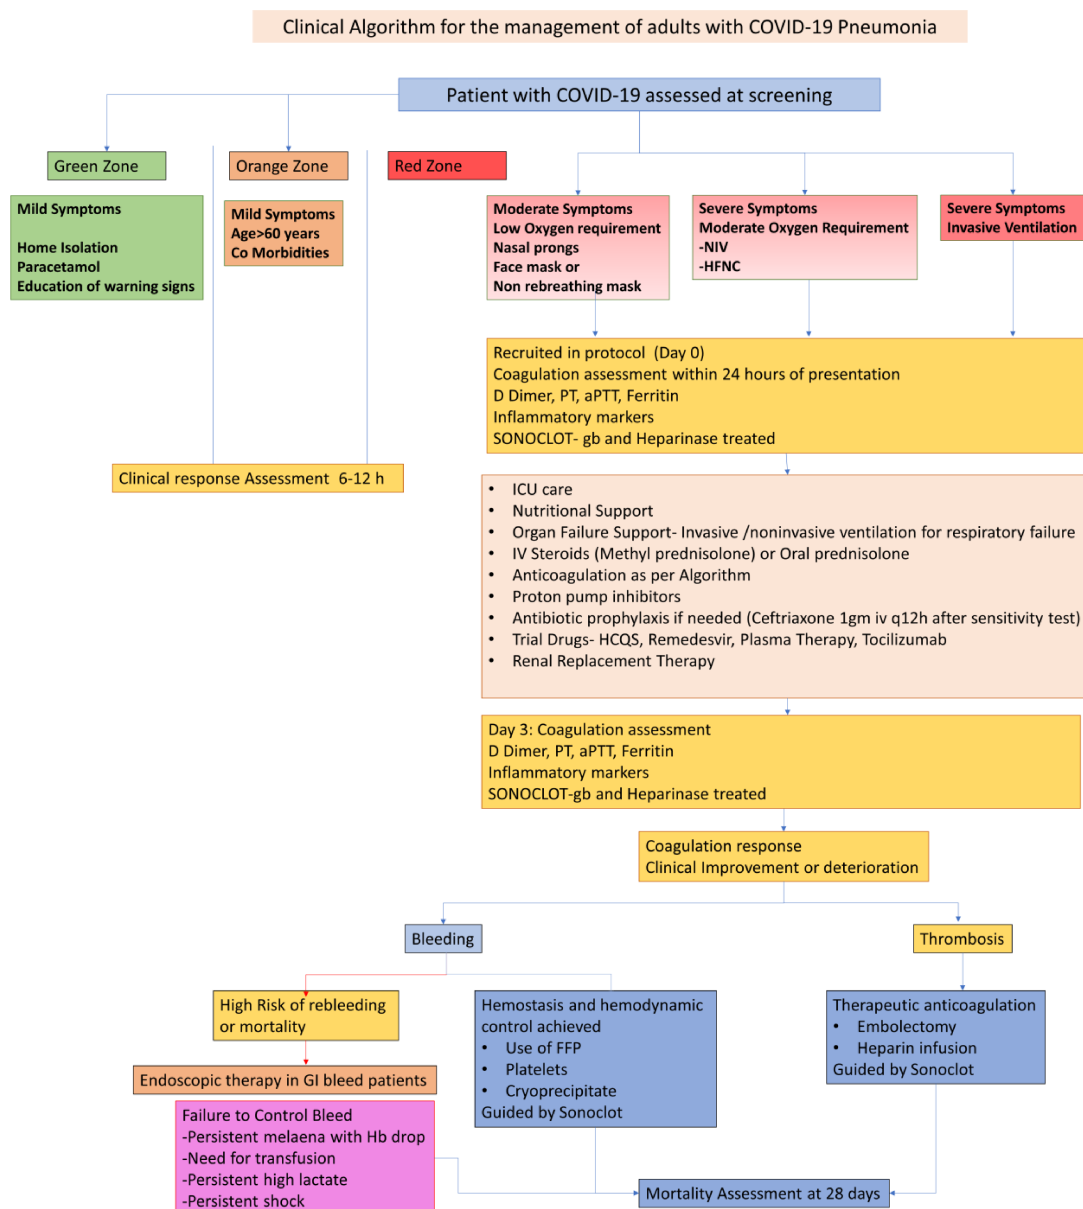 Clinical Algorithm for the management of adults with COVID-19 Pneumonia
Patient with COVID-19 assessed at screening
Green Zone
Orange Zone
Red Zone
Mild Symptoms
Home Isolation
Paracetamol
Education of warning signs
Mild Symptoms
Age>60 years
Co Morbidities
Moderate Symptoms
Low Oxygen requirement
Nasal prongs
Face mask or
Non rebreathing mask
Severe Symptoms
Moderate Oxygen Requirement
-NIV
-HFNC
Severe Symptoms
Invasive Ventilation
Recruited in protocol (Day 0)
Coagulation assessment within 24 hours of presentation
D Dimer, PT, aPTT, Ferritin
Inflammatory markers
SONOCLOT- gb and Heparinase treated
Clinical response Assessment 6-12 h
• ICU care
• Nutritional Support
• Organ Failure Support- Invasive /noninvasive ventilation for respiratory failure
• IV Steroids (Methyl prednisolone) or Oral prednisolone
• Anticoagulation as per Algorithm
• Proton pump inhibitors
• Antibiotic prophylaxis if needed (Ceftriaxone 1gm iv q12h after sensitivity test)
• Trial Drugs- HCQS, Remedesvir, Plasma Therapy, Tocilizumab
• Renal Replacement Therapy
Day 3: Coagulation assessment
D Dimer, PT, aPTT, Ferritin
Inflammatory markers
SONOCLOT-gb and Heparinase treated
Coagulation response
Clinical Improvement or deterioration
Bleeding
Thrombosis
High Risk of rebleeding
or mortality
Hemostasis and hemodynamic
control achieved
• Use of FFP
• Platelets
• Cryoprecipitate
Guided by Sonoclot
Therapeutic anticoagulation
• Embolectomy
• Heparin infusion
Guided by Sonoclot
Endoscopic therapy in GI bleed patients
Failure to Control Bleed
-Persistent melaena with Hb drop
-Need for transfusion
-Persistent high lactate
-Persistent shock
Mortality Assessment at 28 days